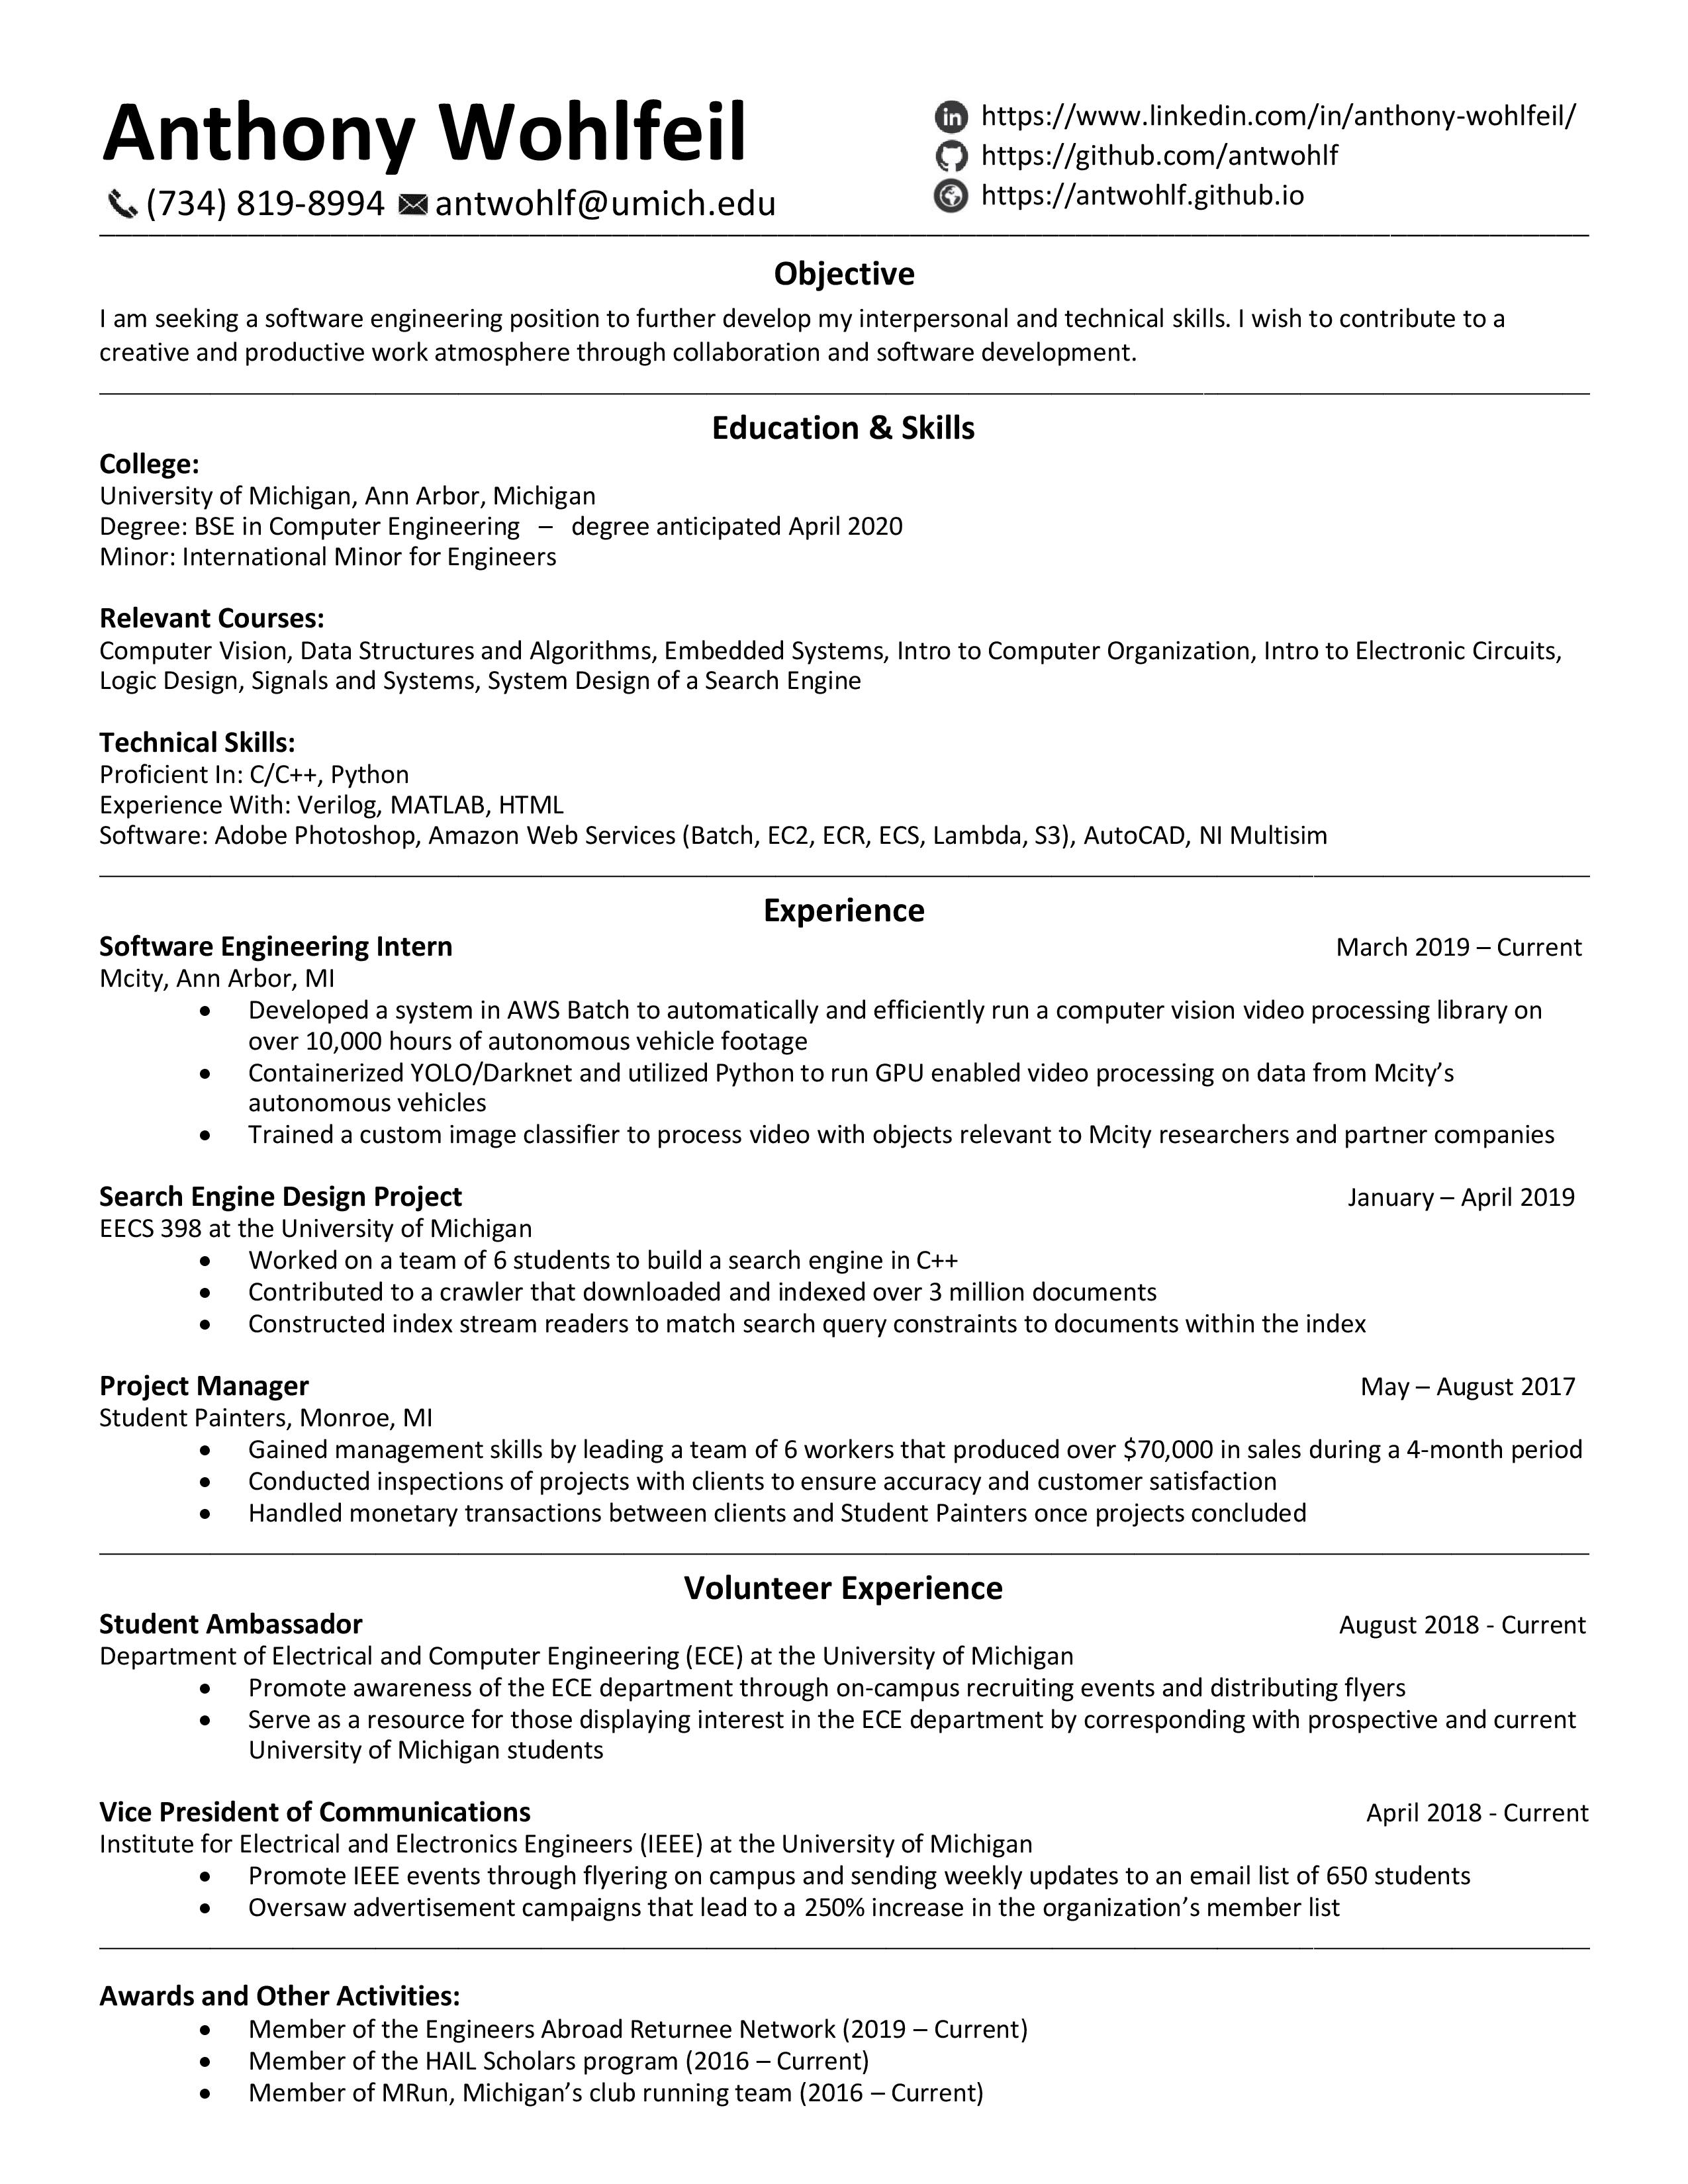 Anthony Wohlfeil
(734) 819-8994 antwohlf@umich.edu
https://www.linkedin.com/in/anthony-wohlfeil/
https://github.com/antwohlf
https://antwohlf.github.io
Objective
I am seeking a software engineering position to further develop my interpersonal and technical skills. I wish to contribute to a
creative and productive work atmosphere through collaboration and software development.
Education & Skills
College:
University of Michigan, Ann Arbor, Michigan
Degree: BSE in Computer Engineering – degree anticipated April 2020
Minor: International Minor for Engineers
Relevant Courses:
Computer Vision, Data Structures and Algorithms, Embedded Systems, Intro to Computer Organization, Intro to Electronic Circuits,
Logic Design, Signals and Systems, System Design of a Search Engine
Technical Skills:
Proficient In: C/C++, Python
Experience With: Verilog, MATLAB, HTML
Software: Adobe Photoshop, Amazon Web Services (Batch, EC2, ECR, ECS, Lambda, S3), AutoCAD, NI Multisim
Experience
Software Engineering Intern March 2019 – Current
Mcity, Ann Arbor, MI
• Developed a system in AWS Batch to automatically and efficiently run a computer vision video processing library on
over 10,000 hours of autonomous vehicle footage
• Containerized YOLO/Darknet and utilized Python to run GPU enabled video processing on data from Mcity’s
autonomous vehicles
• Trained a custom image classifier to process video with objects relevant to Mcity researchers and partner companies
Search Engine Design Project January – April 2019
EECS 398 at the University of Michigan
• Worked on a team of 6 students to build a search engine in C++
• Contributed to a crawler that downloaded and indexed over 3 million documents
• Constructed index stream readers to match search query constraints to documents within the index
Project Manager May – August 2017
Student Painters, Monroe, MI
• Gained management skills by leading a team of 6 workers that produced over $70,000 in sales during a 4-month period
• Conducted inspections of projects with clients to ensure accuracy and customer satisfaction
• Handled monetary transactions between clients and Student Painters once projects concluded
Volunteer Experience
Student Ambassador August 2018 - Current
Department of Electrical and Computer Engineering (ECE) at the University of Michigan
• Promote awareness of the ECE department through on-campus recruiting events and distributing flyers
• Serve as a resource for those displaying interest in the ECE department by corresponding with prospective and current
University of Michigan students
Vice President of Communications April 2018 - Current
Institute for Electrical and Electronics Engineers (IEEE) at the University of Michigan
• Promote IEEE events through flyering on campus and sending weekly updates to an email list of 650 students
• Oversaw advertisement campaigns that lead to a 250% increase in the organization’s member list
Awards and Other Activities:
• Member of the Engineers Abroad Returnee Network (2019 – Current)
• Member of the HAIL Scholars program (2016 – Current)
• Member of MRun, Michigan’s club running team (2016 – Current)